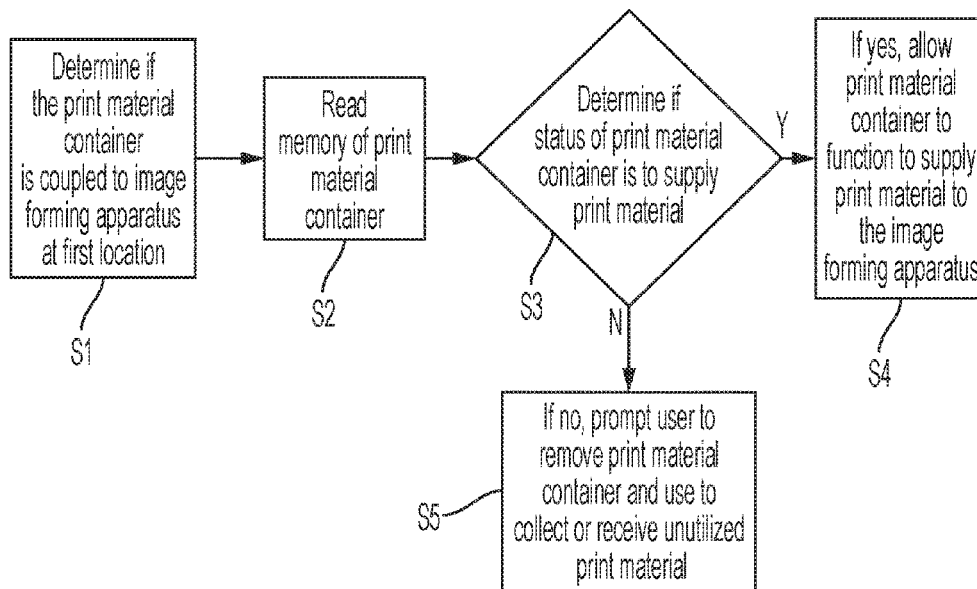 Determine if
the print material
container
is coupled to image
forming apparatus
at first location
S1
Read
memory of print
material
container
S2
Determine if
status of print material
container is to supply
print material
S3
Y
N
If yes, allow
print material
container to
function to supply
print material to
the image
forming apparatus
S4
If no, prompt user to
remove print material
container and use to
collect or receive unutilized
print material
S5